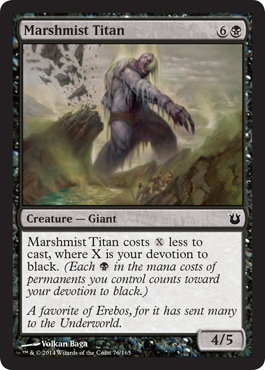 Marshmist Titan 6
Creature — Giant
Marshmist Titan costs X less to
cast, where X is your devotion to
black. (Each in the mana costs of
permanents you control counts toward
your devotion to black.)
A favorite of Erebos, for it has sent many
to the Underworld.
4/5
Volkan Baga
™ & © 2014 Wizards of the Coast 76/165